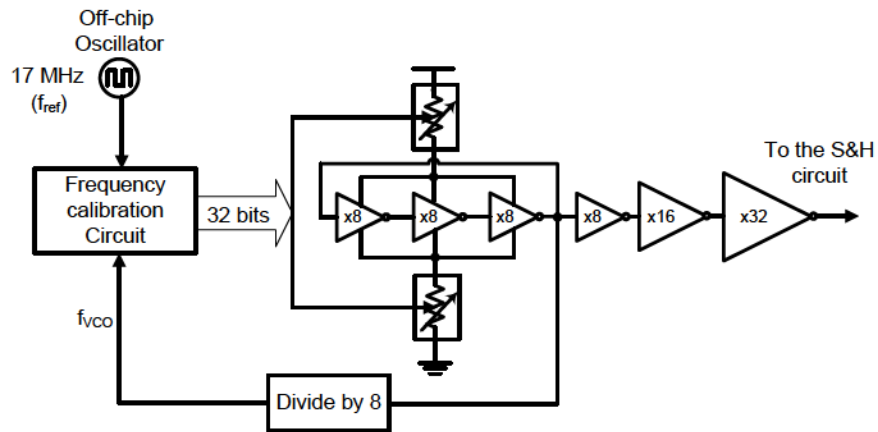 Off-chip
Oscillator
17 MHz
(fref)
To the S&H
circuit
Frequency
calibration
Circuit
32 bits
x8
x8
x8
x8
x16
x32
fVCO
Divide by 8